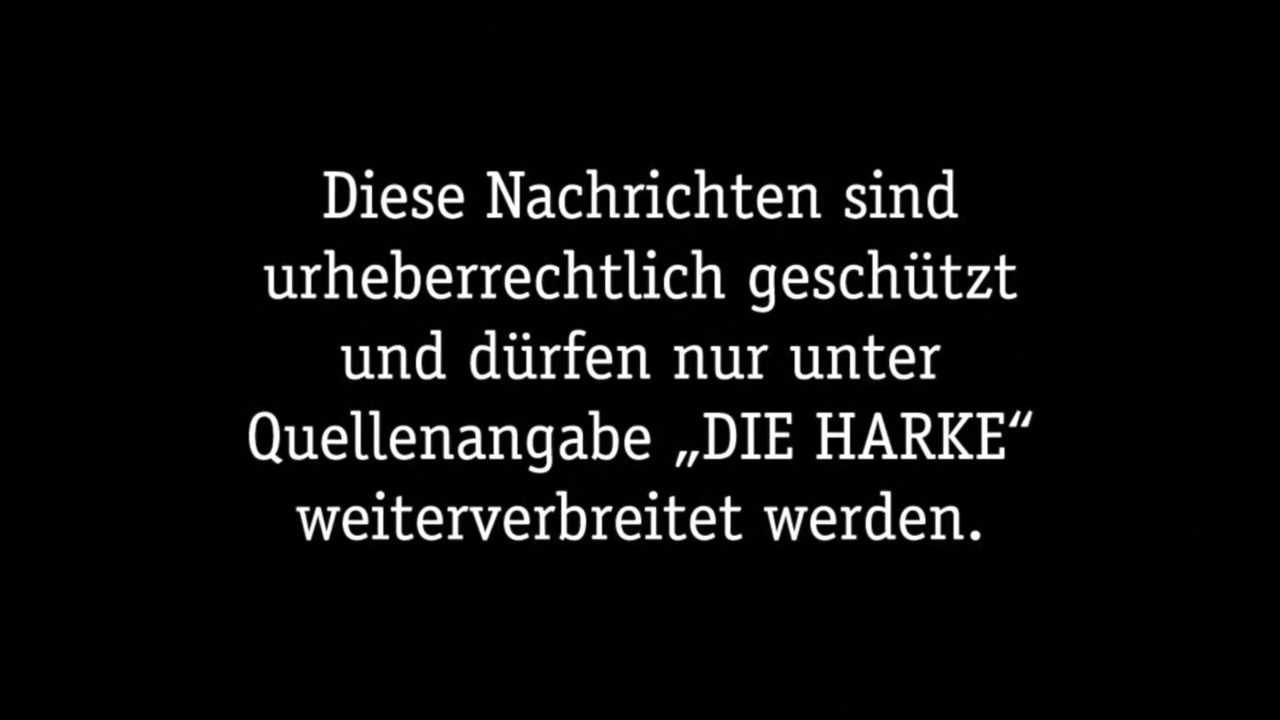 Diese Nachrichten sind
urheberrechtlich geschützt
und dürfen nur unter
Quellenangabe „DIE HARKE“
weiterverbreitet werden.